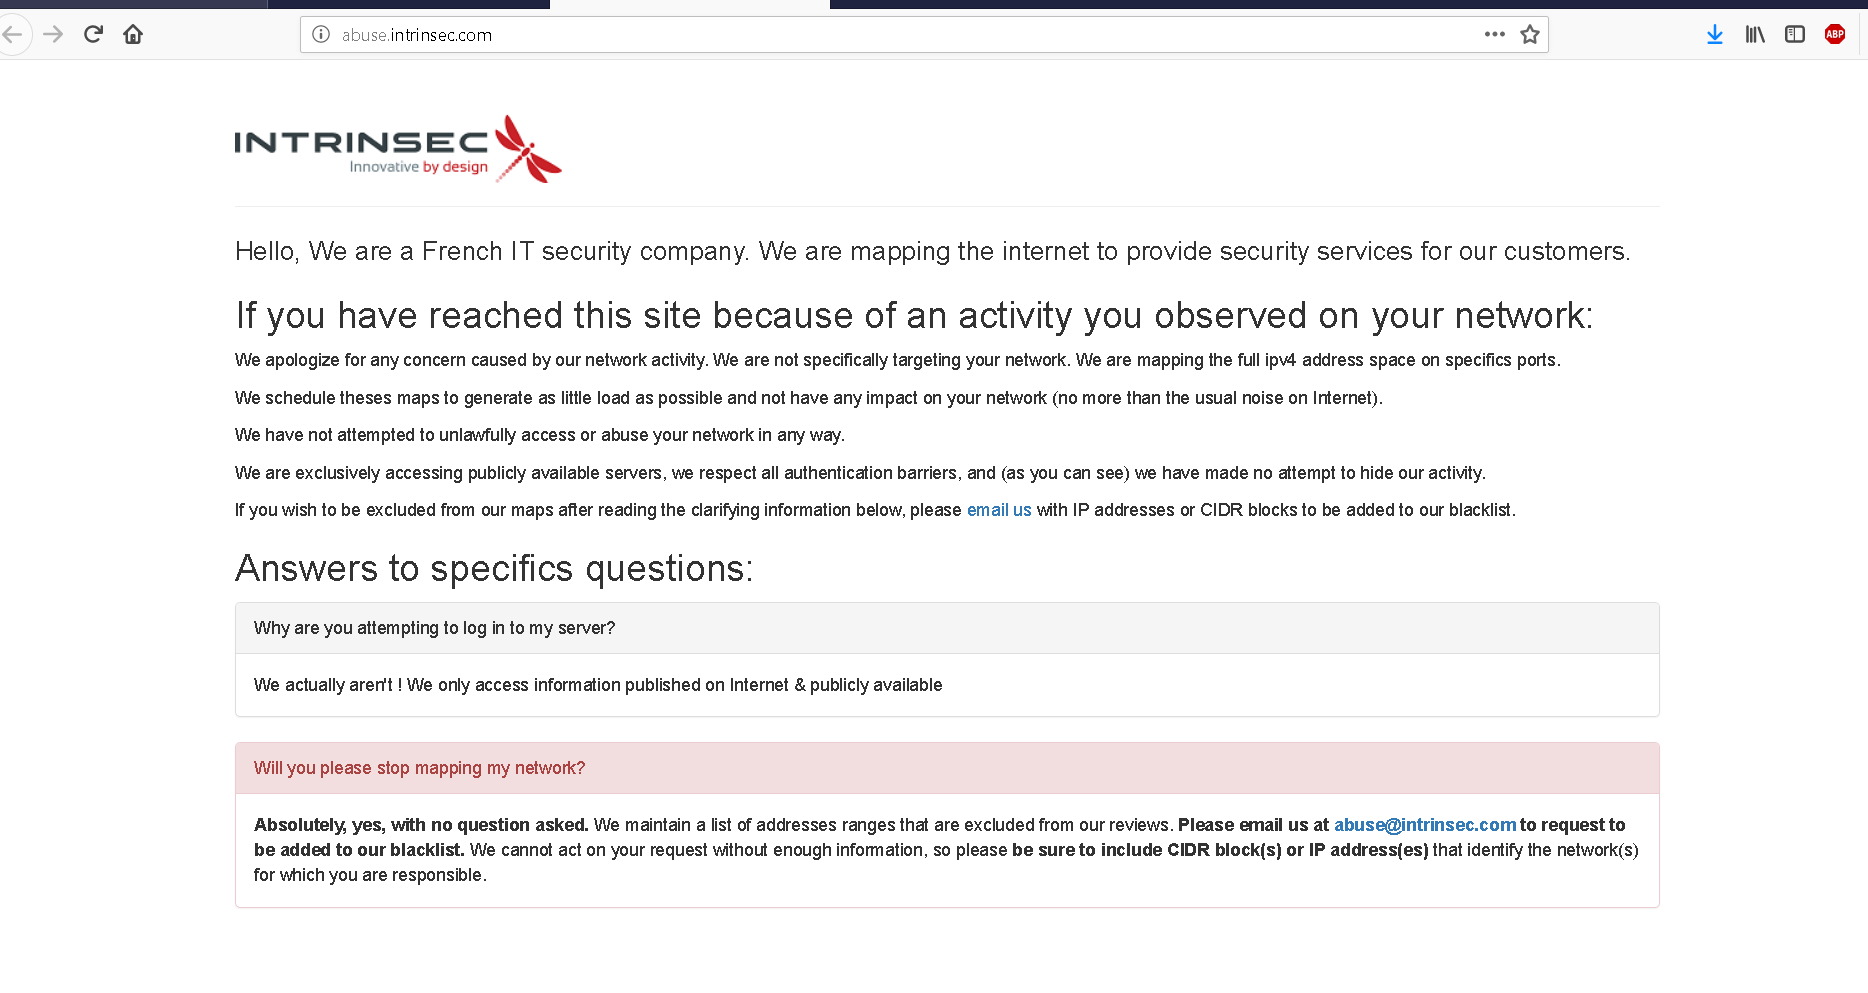 abuse.intrinsec.com
ABP
INTRINSEC
Innovative by design
Hello, We are a French IT security company. We are mapping the internet to provide security services for our customers.
If you have reached this site because of an activity you observed on your network:
We apologize for any concern caused by our network activity. We are not specifically targeting your network. We are mapping the full ipv4 address space on specifics ports.
We schedule theses maps to generate as little load as possible and not have any impact on your network (no more than the usual noise on Internet).
We have not attempted to unlawfully access or abuse your network in any way.
We are exclusively accessing publicly available servers, we respect all authentication barriers, and (as you can see) we have made no attempt to hide our activity.
If you wish to be excluded from our maps after reading the clarifying information below, please email us with IP addresses or CIDR blocks to be added to our blacklist.
Answers to specifics questions:
Why are you attempting to log in to my server?
We actually aren't ! We only access information published on Internet & publicly available
Will you please stop mapping my network?
Absolutely, yes, with no question asked. We maintain a list of addresses ranges that are excluded from our reviews. Please email us at abuse@intrinsec.com to request to
be added to our blacklist. We cannot act on your request without enough information, so please be sure to include CIDR block(s) or IP address(es) that identify the network(s)
for which you are responsible.